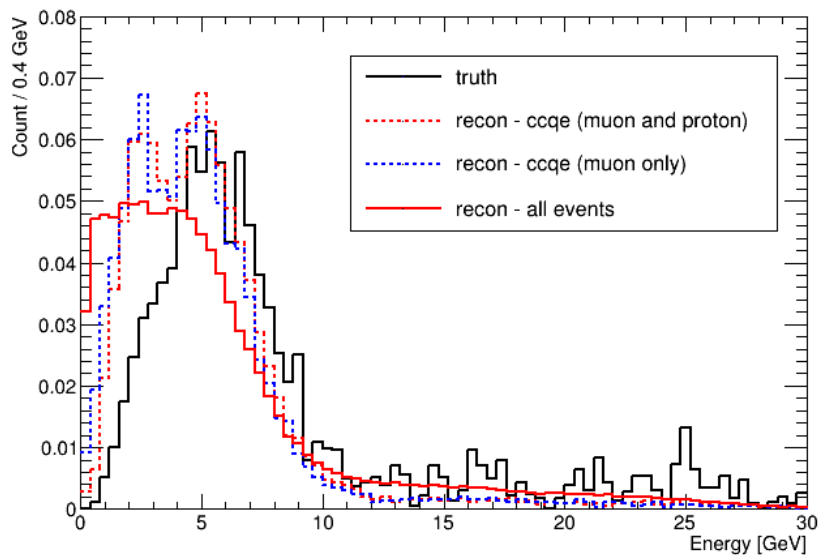 Count / 0.4 GeV
0.08
0.07
0.06
0.05
0.04
0.03
0.02
0.01
0
truth
recon - ccqe (muon and proton)
recon - ccqe (muon only)
recon - all events
0 5 10 15 20 25 30
Energy [GeV]